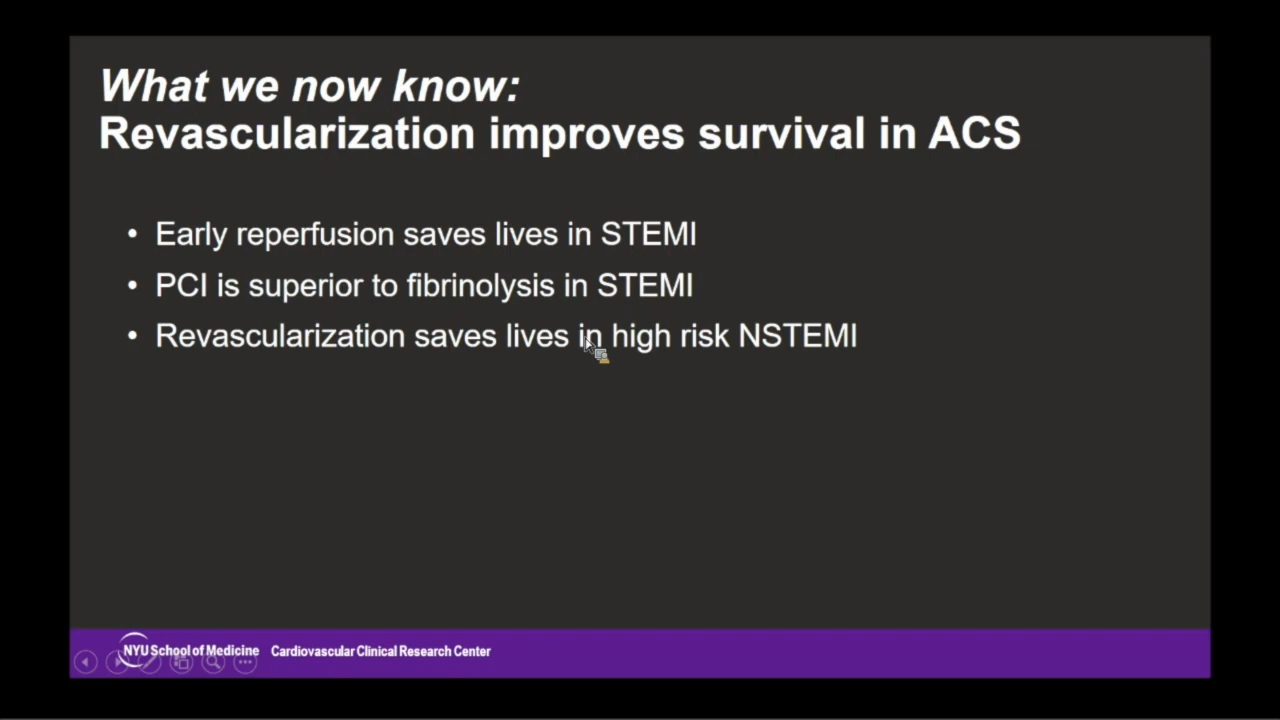 What we now know:
Revascularization improves survival in ACS
• Early reperfusion saves lives in STEMI
• PCI is superior to fibrinolysis in STEMI
• Revascularization saves lives in high risk NSTEMI
NYU School of Medicine Cardiovascular Clinical Research Center